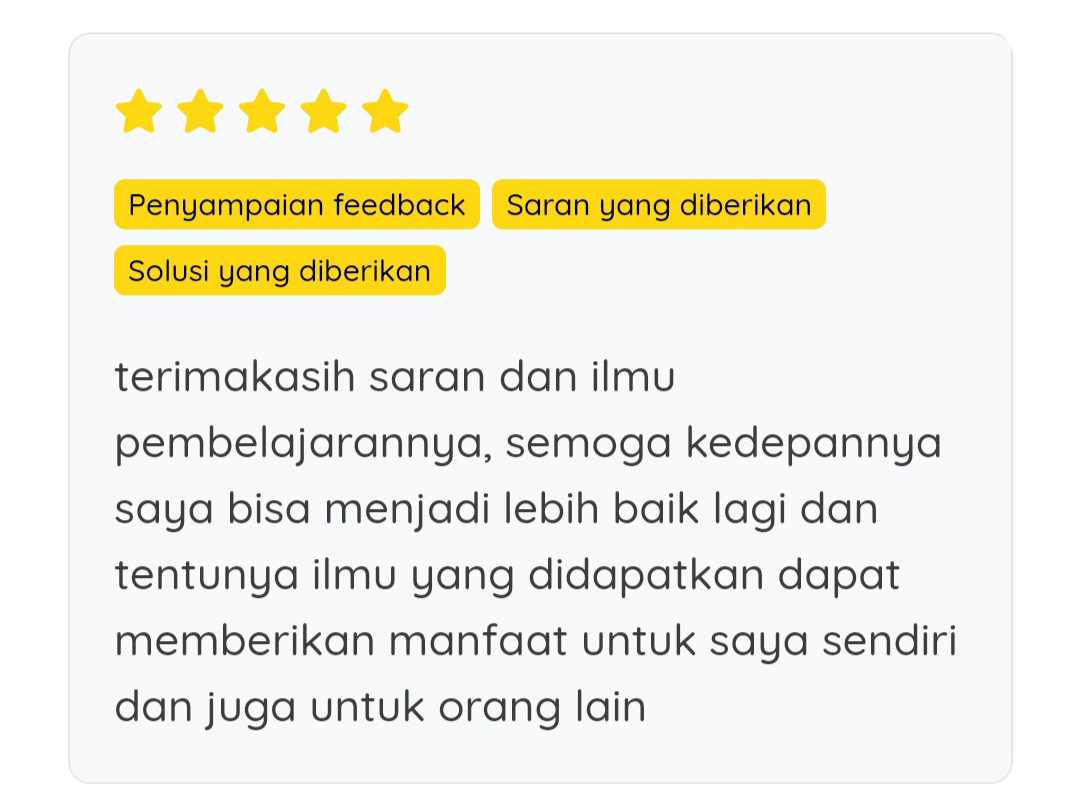 Penyampaian feedback Saran yang diberikan
Solusi yang diberikan
terimakasih saran dan ilmu
pembelajarannya, semoga kedepannya
saya bisa menjadi lebih baik lagi dan
tentunya ilmu yang didapatkan dapat
memberikan manfaat untuk saya sendiri
dan juga untuk orang lain